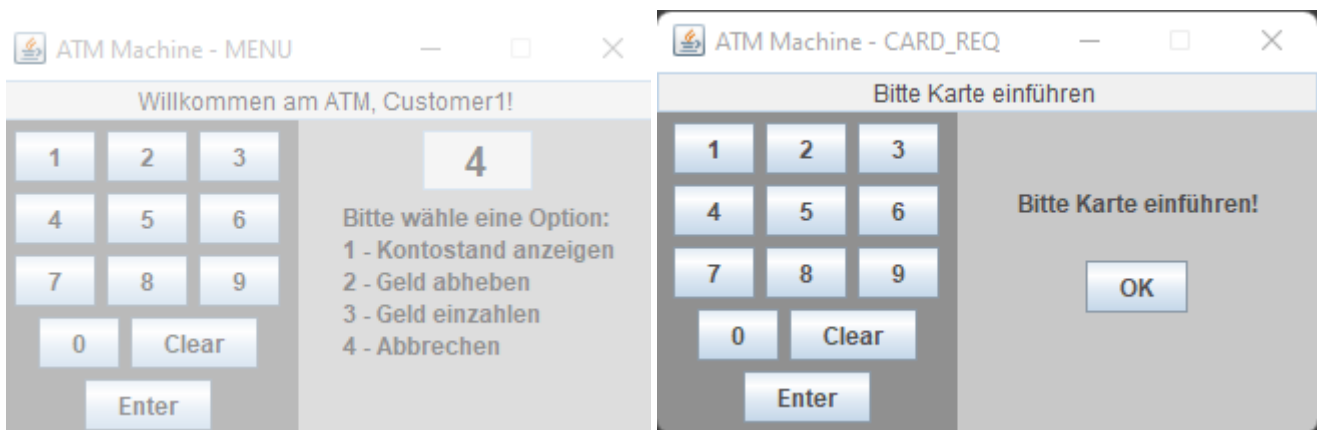 ATM Machine - MENU
Willkommen am ATM, Customer1!
1 2 3
4 5 6
7 8 9
0 Clear
Enter
4
Bitte wähle eine Option:
1 - Kontostand anzeigen
2 - Geld abheben
3 - Geld einzahlen
4 - Abbrechen
ATM Machine - CARD_REQ
Bitte Karte einführen
1 2 3
4 5 6
7 8 9
0 Clear
Enter
Bitte Karte einführen!
OK